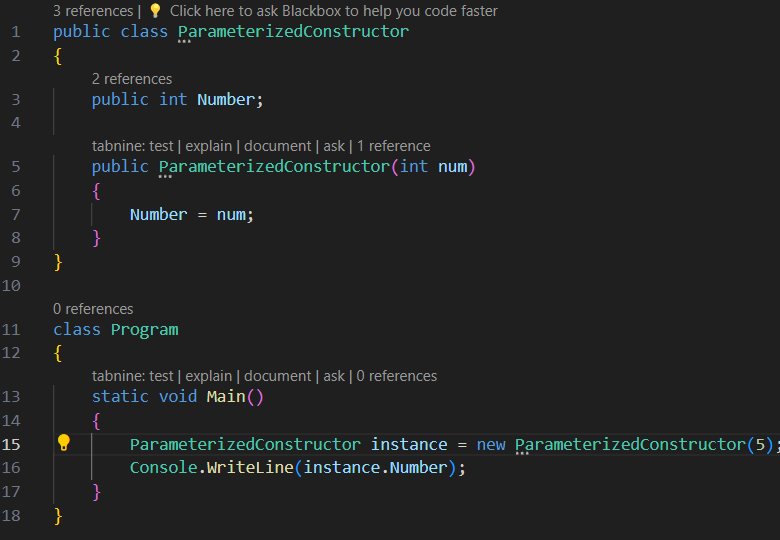 3 references | 💡 Click here to ask Blackbox to help you code faster
1 public class ParameterizedConstructor
2 {
2 references
3 public int Number;
4
tabnine: test | explain | document | ask | 1 reference
5 public ParameterizedConstructor(int num)
6 {
7 Number = num;
8 }
9 }
10
0 references
11 class Program
12 {
tabnine: test | explain | document | ask | 0 references
13 static void Main()
14 {
15 ParameterizedConstructor instance = new ParameterizedConstructor(5);
16 Console.WriteLine(instance.Number);
17 }
18 }